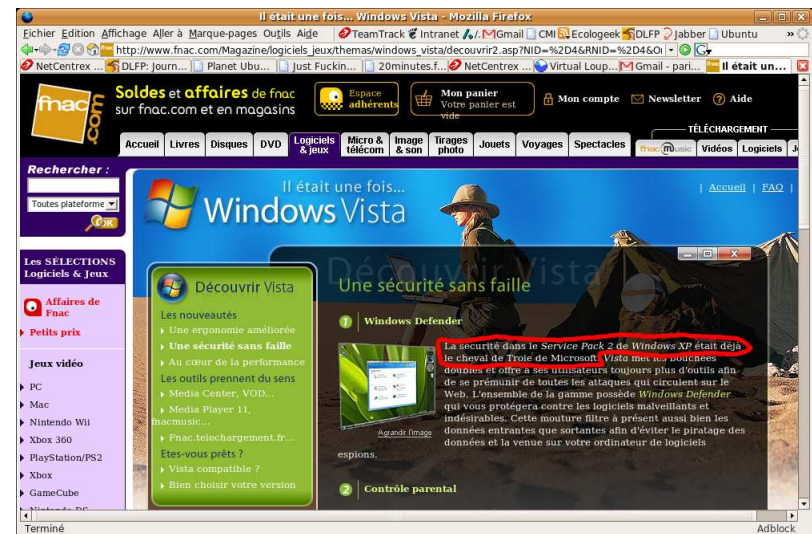 Il était une fois... Windows Vista - Mozilla Firefox
Fichier Edition Affichage Aller à Marque-pages Outils Aide TeamTrack Intranet Gmail CMI Ecologeek DLFP Jabber Ubuntu
http://www.fnac.com/Magazine/logiciels_jeux/themas/windows_vista/decouvrir2.asp?NID=%2D4&RNID=%2D4&O
NetCentrex ... DLFP: Journ... Planet Ubu... Just Fuckin... 20minutes.f... NetCentrex ... Virtual Loup... Gmail - pari... Il était un...
fnac.com
Soldes et affaires de fnac
sur fnac.com et en magasins
Espace
adhérents
Mon panier
Votre panier est
vide
Mon compte
Newsletter
Aide
TÉLÉCHARGEMENT
Accueil Livres Disques DVD Logiciels & jeux Micro & télécom Image & son Tirages photo Jouets Voyages Spectacles fnacmusic Vidéos Logiciels
Rechercher :
Toutes plateforme
OK
Les SÉLECTIONS
Logiciels & Jeux
Affaires de
Fnac
Petits prix
Jeux vidéo
PC
Mac
Nintendo Wii
Xbox 360
PlayStation/PS2
Xbox
GameCube
Nintendo DS
Il était une fois...
Windows Vista
| Accueil | FAQ |
Découvrir Vista
Découvrir Vista
Les nouveautés
Une ergonomie améliorée
Une sécurité sans faille
Au cœur de la performance
Les outils prennent du sens
Media Center, VOD...
Media Player 11,
fnacmusic...
Fnac.telechargement.fr...
Etes-vous prêts ?
Vista compatible ?
Bien choisir votre version
Une sécurité sans faille
1 Windows Defender
Agrandir l'image
La sécurité dans le Service Pack 2 de Windows XP était déjà
le cheval de Troie de Microsoft. Vista met les bouchées
doubles et offre à ses utilisateurs toujours plus d'outils afin
de se prémunir de toutes les attaques qui circulent sur le
Web. L'ensemble de la gamme possède Windows Defender
qui vous protégera contre les logiciels malveillants et
indésirables. Cette mouture filtre à présent aussi bien les
données entrantes que sortantes afin d'éviter le piratage des
données et la venue sur votre ordinateur de logiciels
espions.
2 Contrôle parental
Terminé
Adblock